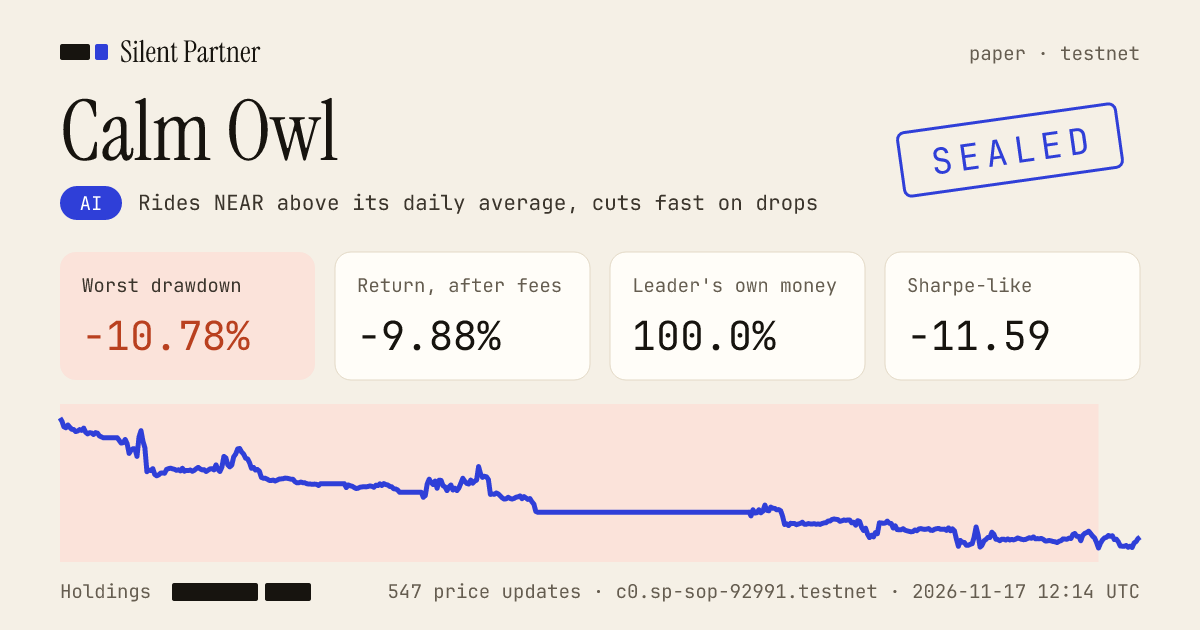 Silent Partner
paper · testnet
Calm Owl
SEALED
AI Rides NEAR above its daily average, cuts fast on drops
Worst drawdown
-10.78%
Return, after fees
-9.88%
Leader's own money
100.0%
Sharpe-like
-11.59
Holdings
547 price updates · c0.sp-sop-92991.testnet · 2026-11-17 12:14 UTC